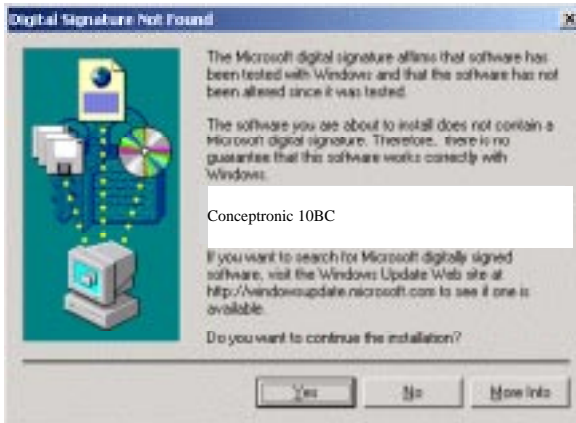 Digital Signature Not Found
The Microsoft digital signature affirms that software has
been tested with Windows and that the software has not
been altered since it was tested.
The software you are about to install does not contain a
Microsoft digital signature. Therefore, there is no
guarantee that this software works correctly with
Windows.
Conceptronic 10BC
If you want to search for Microsoft digitally signed
software, visit the Windows Update Web site at
http://windowsupdate.microsoft.com to see if one is
available.
Do you want to continue the installation?
Yes
No
More Info